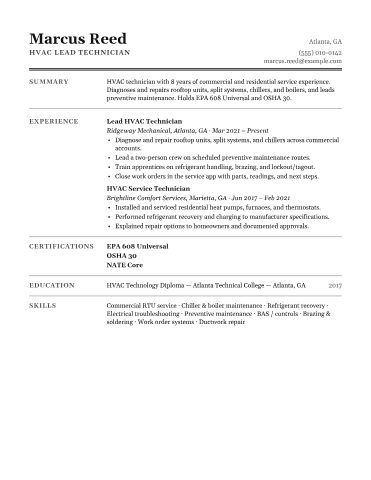 Marcus Reed
HVAC LEAD TECHNICIAN
Atlanta, GA
(555) 010-0142
marcus.reed@example.com
SUMMARY
HVAC technician with 8 years of commercial and residential service experience.
Diagnoses and repairs rooftop units, split systems, chillers, and boilers, and leads
preventive maintenance. Holds EPA 608 Universal and OSHA 30.
EXPERIENCE
Lead HVAC Technician
Ridgeway Mechanical, Atlanta, GA · Mar 2021 – Present
• Diagnose and repair rooftop units, split systems, and chillers across commercial
accounts.
• Lead a two-person crew on scheduled preventive maintenance routes.
• Train apprentices on refrigerant handling, brazing, and lockout/tagout.
• Close work orders in the service app with parts, readings, and next steps.
HVAC Service Technician
Brightline Comfort Services, Marietta, GA · Jun 2017 – Feb 2021
• Installed and serviced residential heat pumps, furnaces, and thermostats.
• Performed refrigerant recovery and charging to manufacturer specifications.
• Explained repair options to homeowners and documented approvals.
CERTIFICATIONS
EPA 608 Universal
OSHA 30
NATE Core
EDUCATION
HVAC Technology Diploma — Atlanta Technical College — Atlanta, GA 2017
SKILLS
Commercial RTU service · Chiller & boiler maintenance · Refrigerant recovery ·
Electrical troubleshooting · Preventive maintenance · BAS / controls · Brazing &
soldering · Work order systems · Ductwork repair